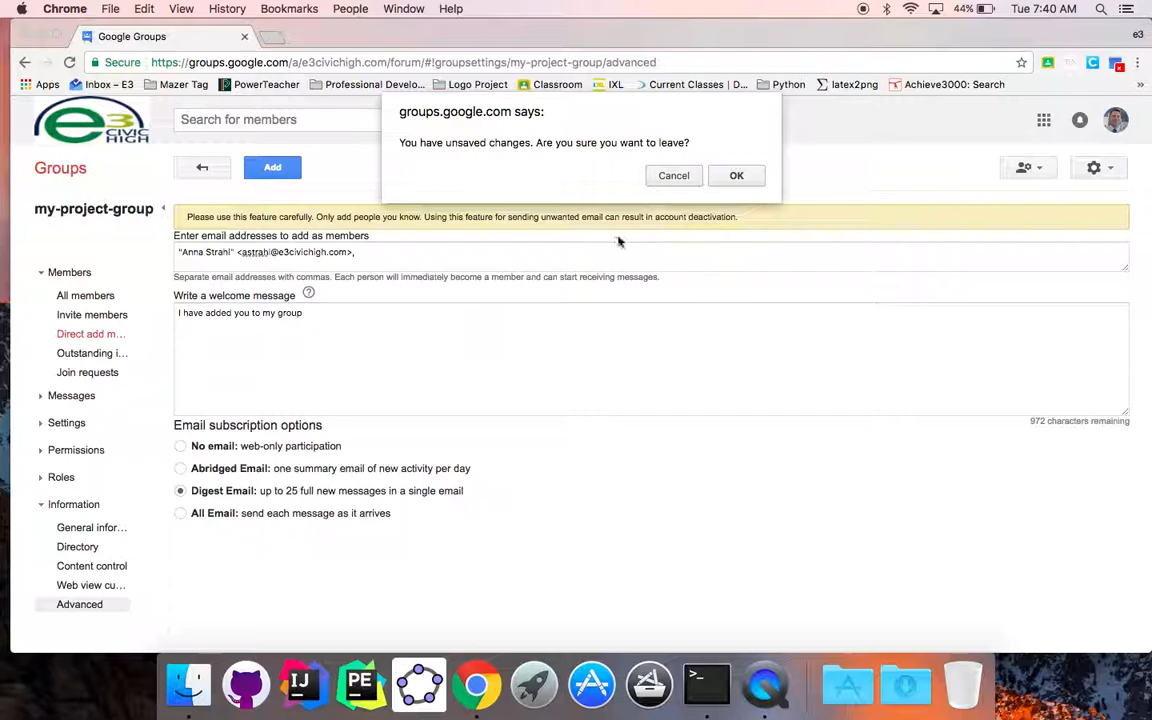 Chrome File Edit View History Bookmarks People Window Help 44% Tue 7:40 AM
Google Groups
e3
Secure https://groups.google.com/a/e3civichigh.com/forum/#!groupsettings/my-project-group/advanced
Apps Inbox – E3 Mazer Tag PowerTeacher Professional Develo... Logo Project Classroom IXL Current Classes | D... Python latex2png Achieve3000: Search
e3 CIVIC HIGH
Search for members
groups.google.com says:
You have unsaved changes. Are you sure you want to leave?
Cancel OK
Groups
Add
my-project-group
Please use this feature carefully. Only add people you know. Using this feature for sending unwanted email can result in account deactivation.
Enter email addresses to add as members
"Anna Strahl" <astrahl@e3civichigh.com>,
Separate email addresses with commas. Each person will immediately become a member and can start receiving messages.
Write a welcome message ?
I have added you to my group
972 characters remaining
Members
All members
Invite members
Direct add m...
Outstanding i...
Join requests
Messages
Settings
Permissions
Roles
Information
General infor...
Directory
Content control
Web view cu...
Advanced
Email subscription options
No email: web-only participation
Abridged Email: one summary email of new activity per day
Digest Email: up to 25 full new messages in a single email
All Email: send each message as it arrives
IJ PE >_